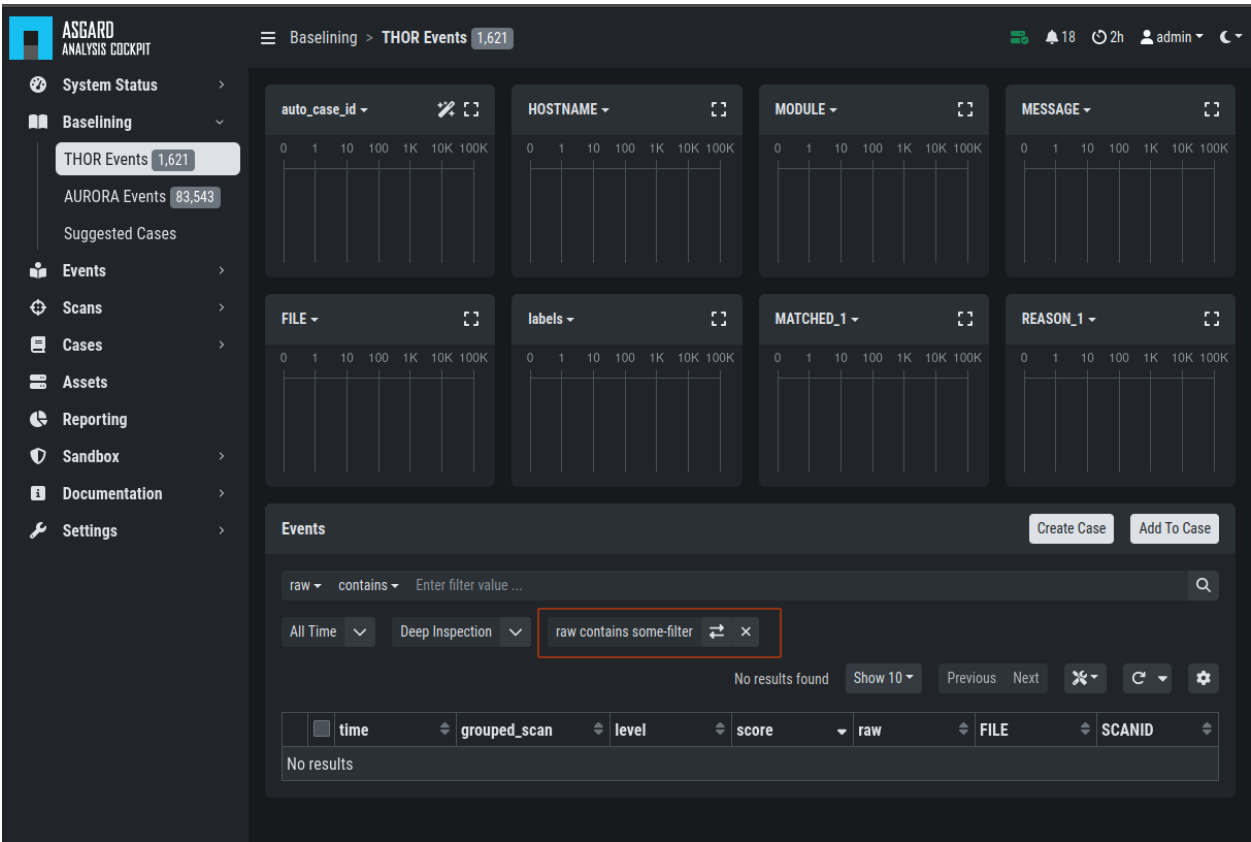 ASGARD
ANALYSIS COCKPIT
Baselining > THOR Events 1,621
18 2h admin
System Status
Baselining
THOR Events 1,621
AURORA Events 83,543
Suggested Cases
Events
Scans
Cases
Assets
Reporting
Sandbox
Documentation
Settings
auto_case_id HOSTNAME MODULE MESSAGE
0 1 10 100 1K 10K 100K 0 1 10 100 1K 10K 100K 0 1 10 100 1K 10K 100K 0 1 10 100 1K 10K 100K
FILE labels MATCHED_1 REASON_1
0 1 10 100 1K 10K 100K 0 1 10 100 1K 10K 100K 0 1 10 100 1K 10K 100K 0 1 10 100 1K 10K 100K
Events Create Case Add To Case
raw contains Enter filter value ...
All Time Deep Inspection raw contains some-filter
No results found Show 10 Previous Next
time grouped_scan level score raw FILE SCANID
No results